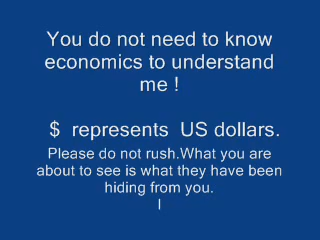 You do not need to know
economics to understand
me !
$ represents US dollars.
Please do not rush.What you are
about to see is what they have been
hiding from you.
I